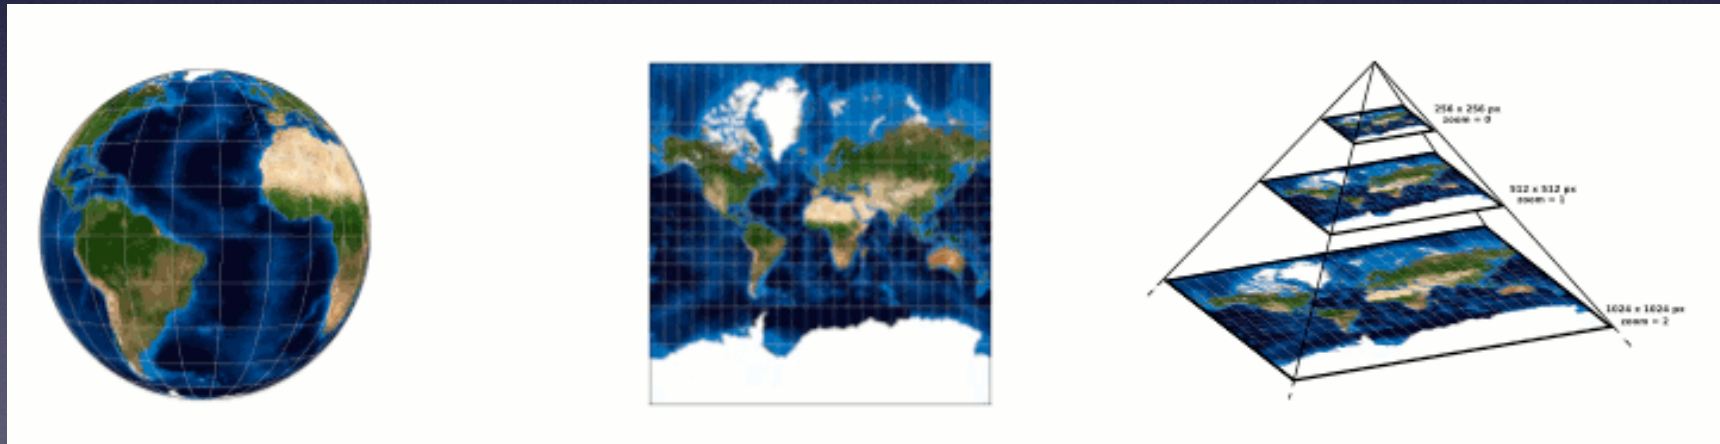 256 x 256 px
zoom = 0
512 x 512 px
zoom = 1
1024 x 1024 px
zoom = 2